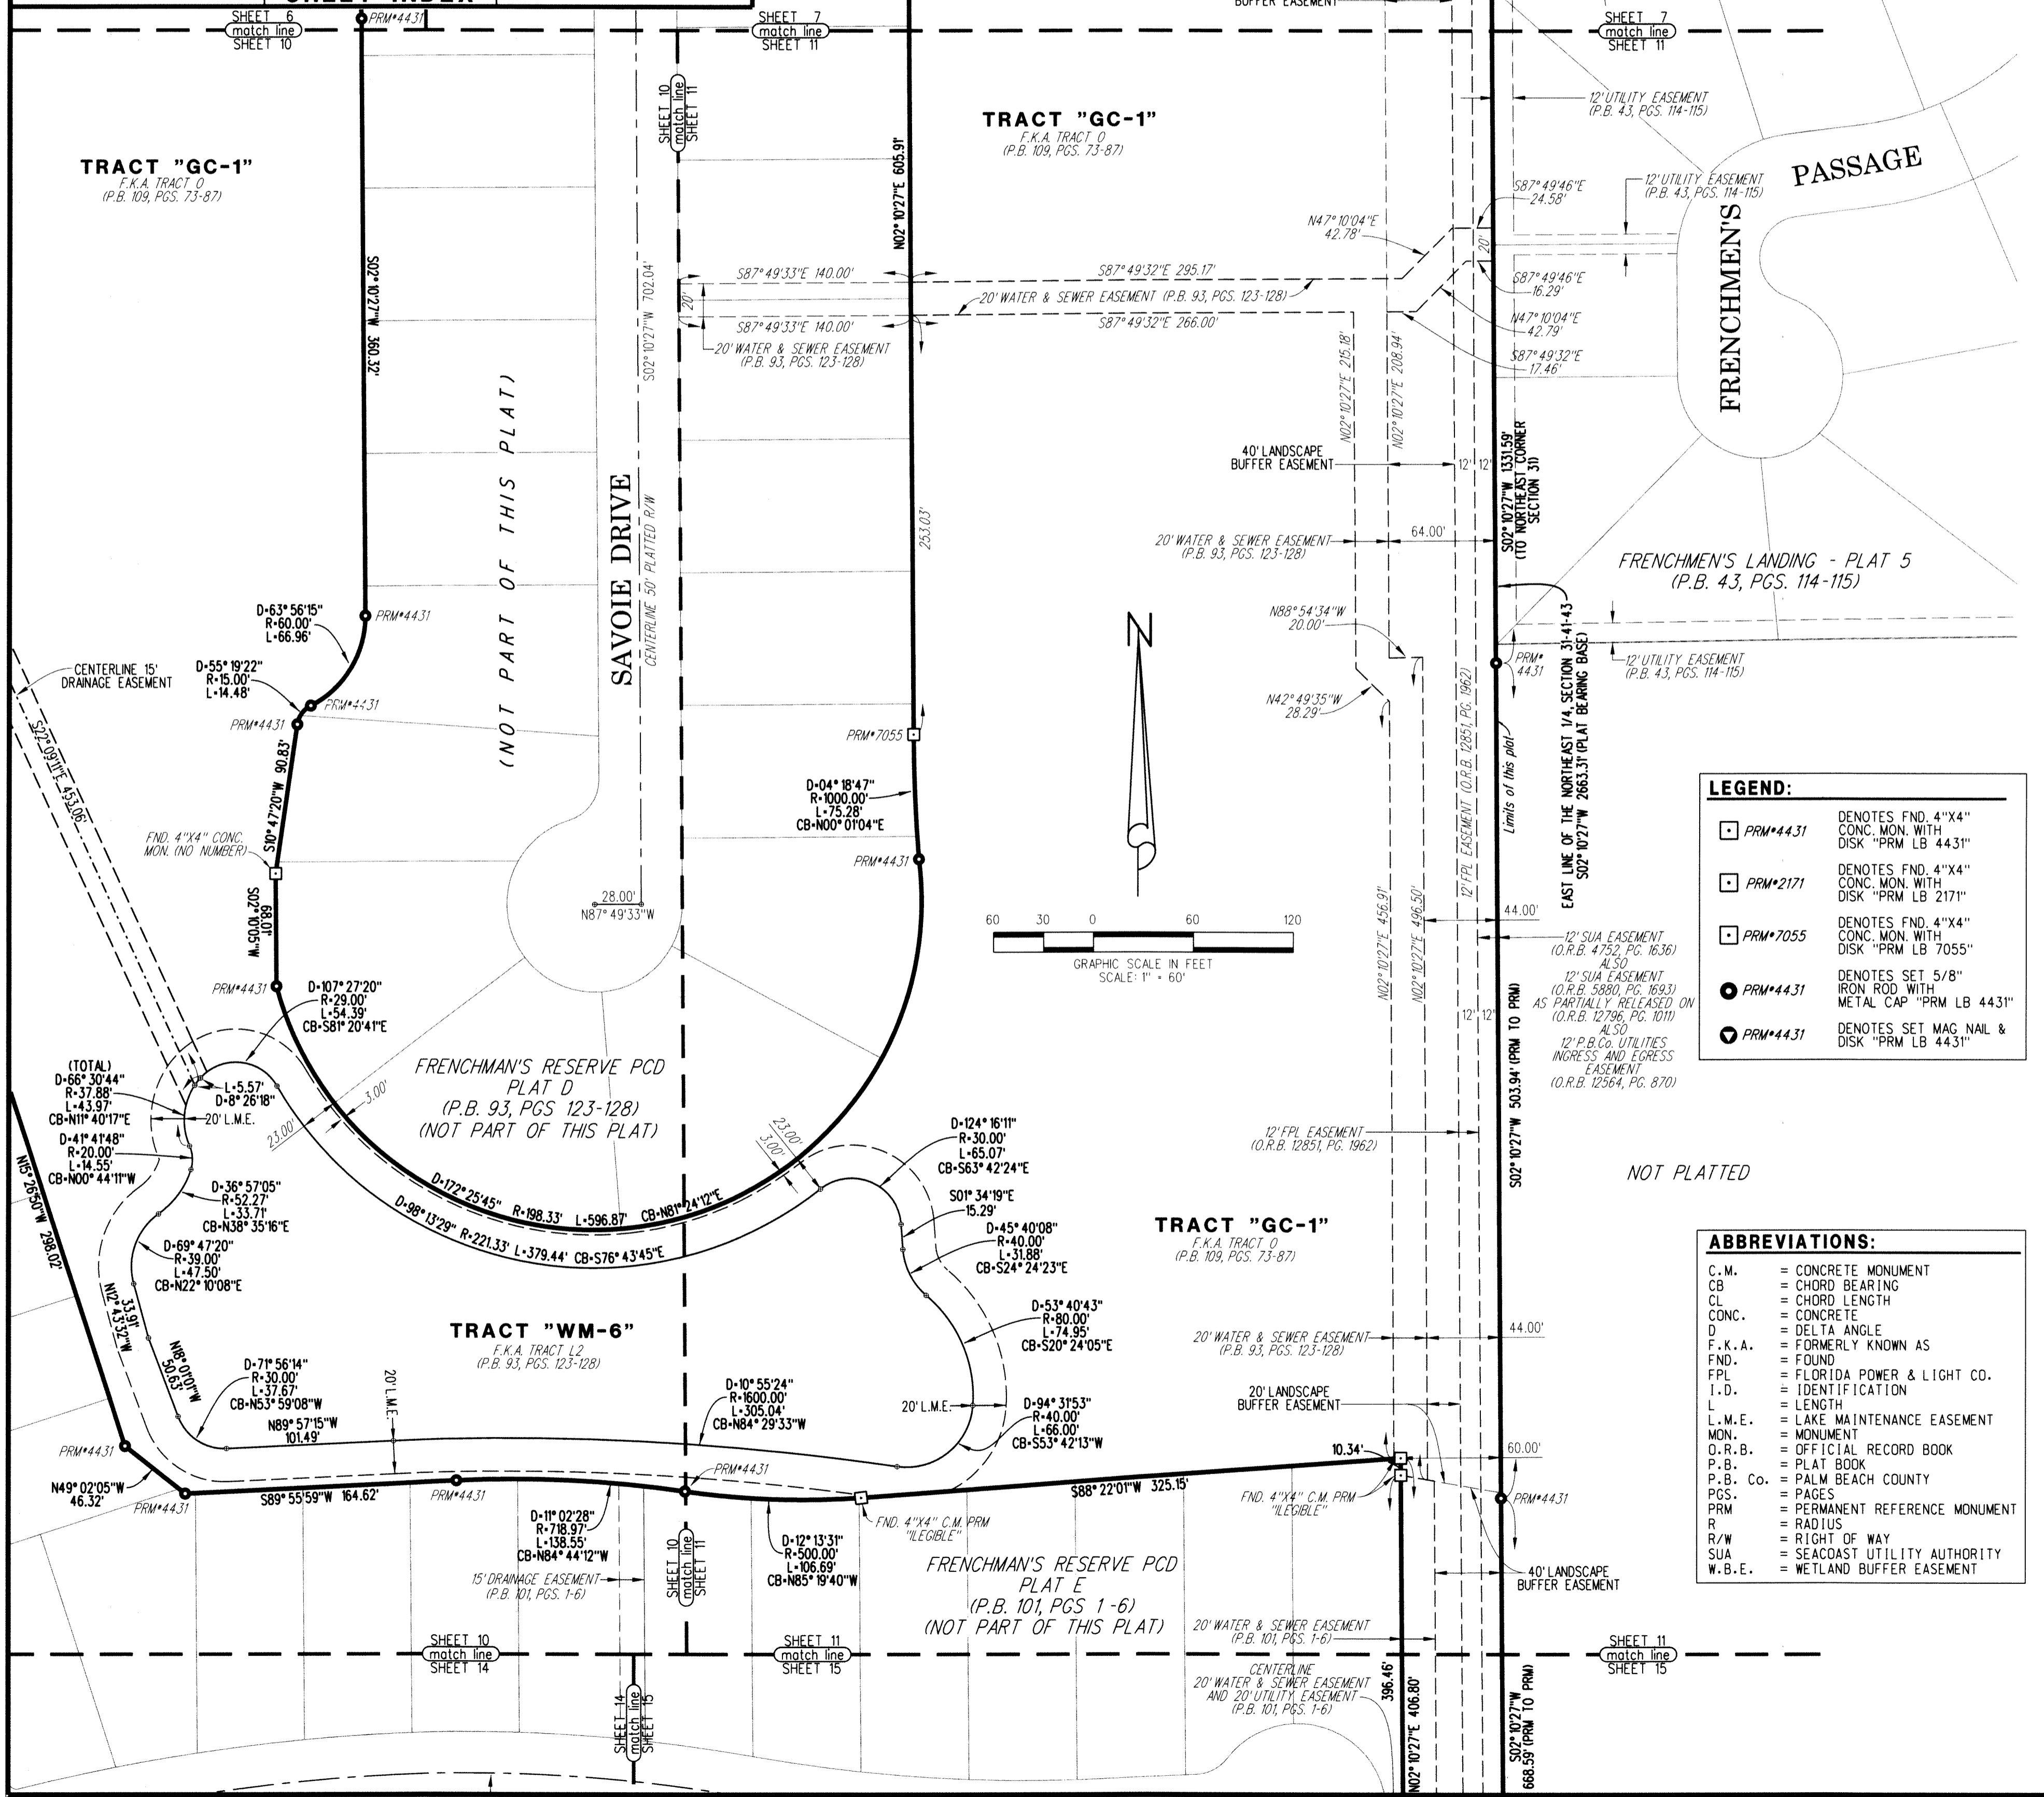 SHEET INDEX
SHEET 6
match line
SHEET 10
PRM#4431
SHEET 7
match line
SHEET 11
BUFFER EASEMENT
SHEET 7
match line
SHEET 11
SHEET 10
match line
SHEET 11
TRACT "GC-1"
F.K.A. TRACT O
(P.B. 109, PGS. 73-87)
TRACT "GC-1"
F.K.A. TRACT O
(P.B. 109, PGS. 73-87)
12' UTILITY EASEMENT
(P.B. 43, PGS. 114-115)
12' UTILITY EASEMENT
(P.B. 43, PGS. 114-115)
FRENCHMEN'S
PASSAGE
S02°10'27"W 360.32'
N02°10'27"E 605.91'
S02°10'27"W 702.04'
S87°49'33"E 140.00'
20'
S87°49'33"E 140.00'
20' WATER & SEWER EASEMENT
(P.B. 93, PGS. 123-128)
S87°49'32"E 295.17'
20' WATER & SEWER EASEMENT (P.B. 93, PGS. 123-128)
S87°49'32"E 266.00'
N47°10'04"E
42.78'
S87°49'46"E
24.58'
20'
S87°49'46"E
16.29'
N47°10'04"E
42.79'
S87°49'32"E
17.46'
N02°10'27"E 215.18'
N02°10'27"E 208.94'
40' LANDSCAPE
BUFFER EASEMENT
12' 12'
S02°10'27"W 1331.59'
(TO NORTHEAST CORNER
SECTION 31)
(NOT PART OF THIS PLAT)
SAVOIE DRIVE
CENTERLINE 50' PLATTED R/W
253.03'
20' WATER & SEWER EASEMENT
(P.B. 93, PGS. 123-128)
64.00'
FRENCHMEN'S LANDING - PLAT 5
(P.B. 43, PGS. 114-115)
D=63°56'15"
R=60.00'
L=66.96'
PRM#4431
D=55°19'22"
R=15.00'
L=14.48'
PRM#4431
PRM#4431
CENTERLINE 15'
DRAINAGE EASEMENT
S22°09'11"E 453.06'
N88°54'34"W
20.00'
N42°49'35"W
28.29'
PRM#
4431
12' UTILITY EASEMENT
(P.B. 43, PGS. 114-115)
EAST LINE OF THE NORTHEAST 1/4, SECTION 31-41-43
S02°10'27"W 2663.31' (PLAT BEARING BASE)
12' FPL EASEMENT (O.R.B. 12851, PG. 1962)
Limits of this plat
N
PRM#7055
D=04°18'47"
R=1000.00'
L=75.28'
CB=N00°01'04"E
PRM#4431
S10°47'20"W 90.83'
FND. 4"X4" CONC.
MON. (NO NUMBER)
S02°10'05"W
68.01'
PRM#4431
28.00'
N87°49'33"W
60 30 0 60 120
GRAPHIC SCALE IN FEET
SCALE: 1" = 60'
N02°10'27"E 456.91'
N02°10'27"E 496.50'
44.00'
12' SUA EASEMENT
(O.R.B. 4752, PG. 1636)
ALSO
12' SUA EASEMENT
(O.R.B. 5880, PG. 1693)
AS PARTIALLY RELEASED ON
(O.R.B. 12796, PG. 1011)
ALSO
12' P.B.Co. UTILITIES
INGRESS AND EGRESS
EASEMENT
(O.R.B. 12564, PG. 870)
12' 12'
S02°10'27"W 503.94' (PRM TO PRM)
LEGEND:
PRM#4431 DENOTES FND. 4"X4"
CONC. MON. WITH
DISK "PRM LB 4431"
PRM#2171 DENOTES FND. 4"X4"
CONC. MON. WITH
DISK "PRM LB 2171"
PRM#7055 DENOTES FND. 4"X4"
CONC. MON. WITH
DISK "PRM LB 7055"
PRM#4431 DENOTES SET 5/8"
IRON ROD WITH
METAL CAP "PRM LB 4431"
PRM#4431 DENOTES SET MAG NAIL &
DISK "PRM LB 4431"
D=107°27'20"
R=29.00'
L=54.39'
CB=S81°20'41"E
(TOTAL)
D=66°30'44"
R=37.88'
L=43.97'
CB=N11°40'17"E
L=5.57'
D=8°26'18"
20' L.M.E.
D=41°41'48"
R=20.00'
L=14.55'
CB=N00°44'11"W
D=36°57'05"
R=52.27'
L=33.71'
CB=N38°35'16"E
D=69°47'20"
R=39.00'
L=47.50'
CB=N22°10'08"E
N15°26'50"W 298.02'
33.91'
N12°43'32"W
N18°01'01"W
50.63'
23.00'
3.00'
FRENCHMAN'S RESERVE PCD
PLAT D
(P.B. 93, PGS 123-128)
(NOT PART OF THIS PLAT)
23.00'
3.00'
D=172°25'45" R=198.33' L=596.87' CB=N81°24'12"E
D=98°13'29" R=221.33' L=379.44' CB=S76°43'45"E
D=124°16'11"
R=30.00'
L=65.07'
CB=S63°42'24"E
S01°34'19"E
15.29'
D=45°40'08"
R=40.00'
L=31.88'
CB=S24°24'23"E
D=53°40'43"
R=80.00'
L=74.95'
CB=S20°24'05"E
12' FPL EASEMENT
(O.R.B. 12851, PG. 1962)
NOT PLATTED
TRACT "GC-1"
F.K.A. TRACT O
(P.B. 109, PGS. 73-87)
20' WATER & SEWER EASEMENT
(P.B. 93, PGS. 123-128)
44.00'
TRACT "WM-6"
F.K.A. TRACT L2
(P.B. 93, PGS. 123-128)
ABBREVIATIONS:
C.M. = CONCRETE MONUMENT
CB = CHORD BEARING
CL = CHORD LENGTH
CONC. = CONCRETE
D = DELTA ANGLE
F.K.A. = FORMERLY KNOWN AS
FND. = FOUND
FPL = FLORIDA POWER & LIGHT CO.
I.D. = IDENTIFICATION
L = LENGTH
L.M.E. = LAKE MAINTENANCE EASEMENT
MON. = MONUMENT
O.R.B. = OFFICIAL RECORD BOOK
P.B. = PLAT BOOK
P.B. Co. = PALM BEACH COUNTY
PGS. = PAGES
PRM = PERMANENT REFERENCE MONUMENT
R = RADIUS
R/W = RIGHT OF WAY
SUA = SEACOAST UTILITY AUTHORITY
W.B.E. = WETLAND BUFFER EASEMENT
D=71°56'14"
R=30.00'
L=37.67'
CB=N53°59'08"W
N89°57'15"W
101.49'
20' L.M.E.
D=10°55'24"
R=1600.00'
L=305.04'
CB=N84°29'33"W
20' L.M.E.
D=94°31'53"
R=40.00'
L=66.00'
CB=S53°42'13"W
20' LANDSCAPE
BUFFER EASEMENT
10.34'
60.00'
PRM#4431
N49°02'05"W
46.32'
PRM#4431
S89°55'59"W 164.62'
PRM#4431
PRM#4431
S88°22'01"W 325.15'
FND. 4"X4" C.M. PRM
"ILEGIBLE"
PRM#4431
D=11°02'28"
R=718.97'
L=138.55'
CB=N84°44'12"W
D=12°13'31"
R=500.00'
L=106.69'
CB=N85°19'40"W
FND. 4"X4" C.M. PRM
"ILEGIBLE"
15' DRAINAGE EASEMENT
(P.B. 101, PGS. 1-6)
SHEET 10
match line
SHEET 11
FRENCHMAN'S RESERVE PCD
PLAT E
(P.B. 101, PGS 1 -6)
(NOT PART OF THIS PLAT)
40' LANDSCAPE
BUFFER EASEMENT
20' WATER & SEWER EASEMENT
(P.B. 101, PGS. 1-6)
SHEET 10
match line
SHEET 14
SHEET 11
match line
SHEET 15
SHEET 11
match line
SHEET 15
SHEET 14
match line
SHEET 15
CENTERLINE
20' WATER & SEWER EASEMENT
AND 20' UTILITY EASEMENT
(P.B. 101, PGS. 1-6)
396.46'
N02°10'27"E 406.80'
S02°10'27"W
668.59' (PRM TO PRM)